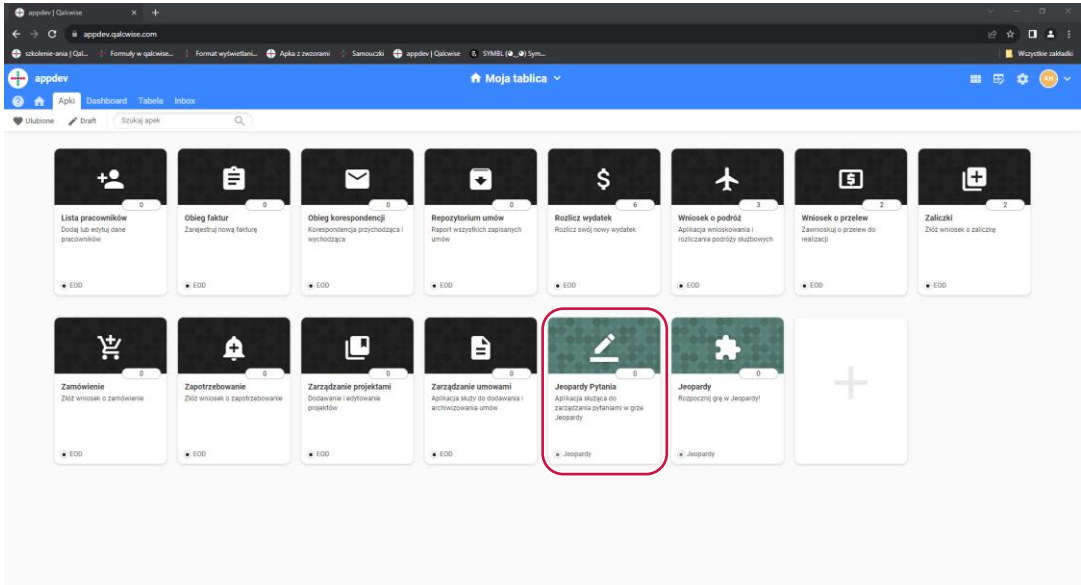 appdev | Qalcwise
appdev.qalcwise.com
szkolenie-ania | Qal...
Formuły w qalcwise...
Format wyświetlani...
Apka z zwzorami
Samouczki
appdev | Qalcwise
SYMBL (◕‿◕) Sym...
Wszystkie zakładki
appdev
Moja tablica
AN
Apki
Dashboard
Tabela
Inbox
Ulubione
Draft
Szukaj apek
0
0
0
0
6
3
2
2
Lista pracowników
Dodaj lub edytuj dane
pracowników
EOD
Obieg faktur
Zarejestruj nową fakturę
EOD
Obieg korespondencji
Korespondencja przychodząca i
wychodząca
EOD
Repozytorium umów
Raport wszystkich zapisanych
umów
EOD
Rozlicz wydatek
Rozlicz swój nowy wydatek
EOD
Wniosek o podróż
Aplikacja wnioskowania i
rozliczania podróży służbowych
EOD
Wniosek o przelew
Zawnioskuj o przelew do
realizacji
EOD
Zaliczki
Złóż wniosek o zaliczkę
EOD
0
0
0
0
0
0
Zamówienie
Złóż wniosek o zamówienie
EOD
Zapotrzebowanie
Złóż wniosek o zapotrzebowanie
EOD
Zarządzanie projektami
Dodawanie i edytowanie
projektów
EOD
Zarządzanie umowami
Aplikacja służy do dodawania i
archiwizowania umów
EOD
Jeopardy Pytania
Aplikacja służąca do
zarządzania pytaniami w grze
Jeopardy
Jeopardy
Jeopardy
Rozpocznij grę w Jeopardy!
Jeopardy